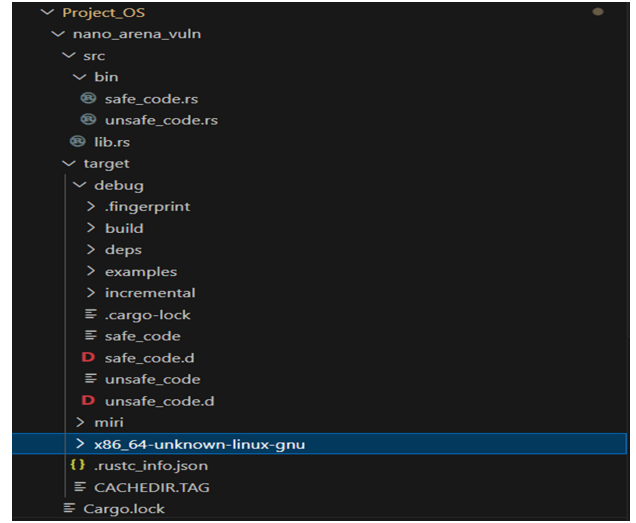 Project_OS
nano_arena_vuln
src
bin
safe_code.rs
unsafe_code.rs
lib.rs
target
debug
.fingerprint
build
deps
examples
incremental
.cargo-lock
safe_code
D safe_code.d
unsafe_code
D unsafe_code.d
miri
x86_64-unknown-linux-gnu
{} .rustc_info.json
CACHEDIR.TAG
Cargo.lock